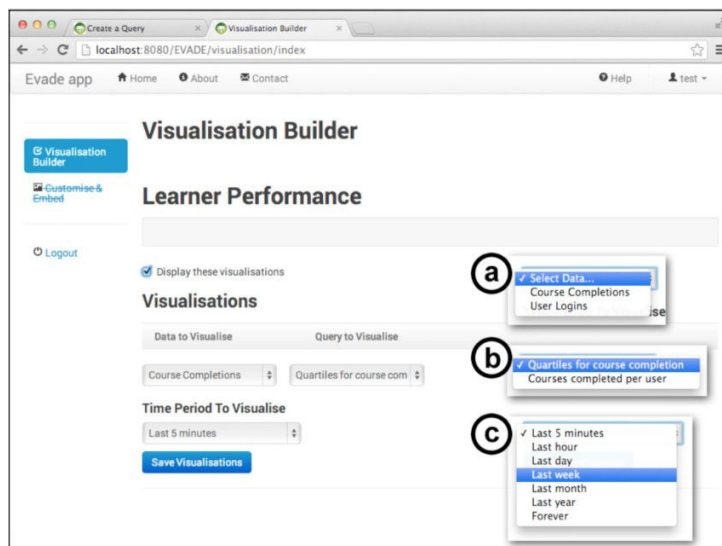 Create a Query
Visualisation Builder
localhost:8080/EVADE/visualisation/index
Evade app Home About Contact Help test
Visualisation Builder
Visualisation
Builder
Customise &
Embed
Logout
Learner Performance
Display these visualisations
Visualisations
Data to Visualise Query to Visualise
Course Completions Quartiles for course com
Time Period To Visualise
Last 5 minutes
Save Visualisations
a
✓ Select Data...
Course Completions
User Logins
ise
b
✓ Quartiles for course completion
Courses completed per user
c
✓ Last 5 minutes
Last hour
Last day
Last week
Last month
Last year
Forever